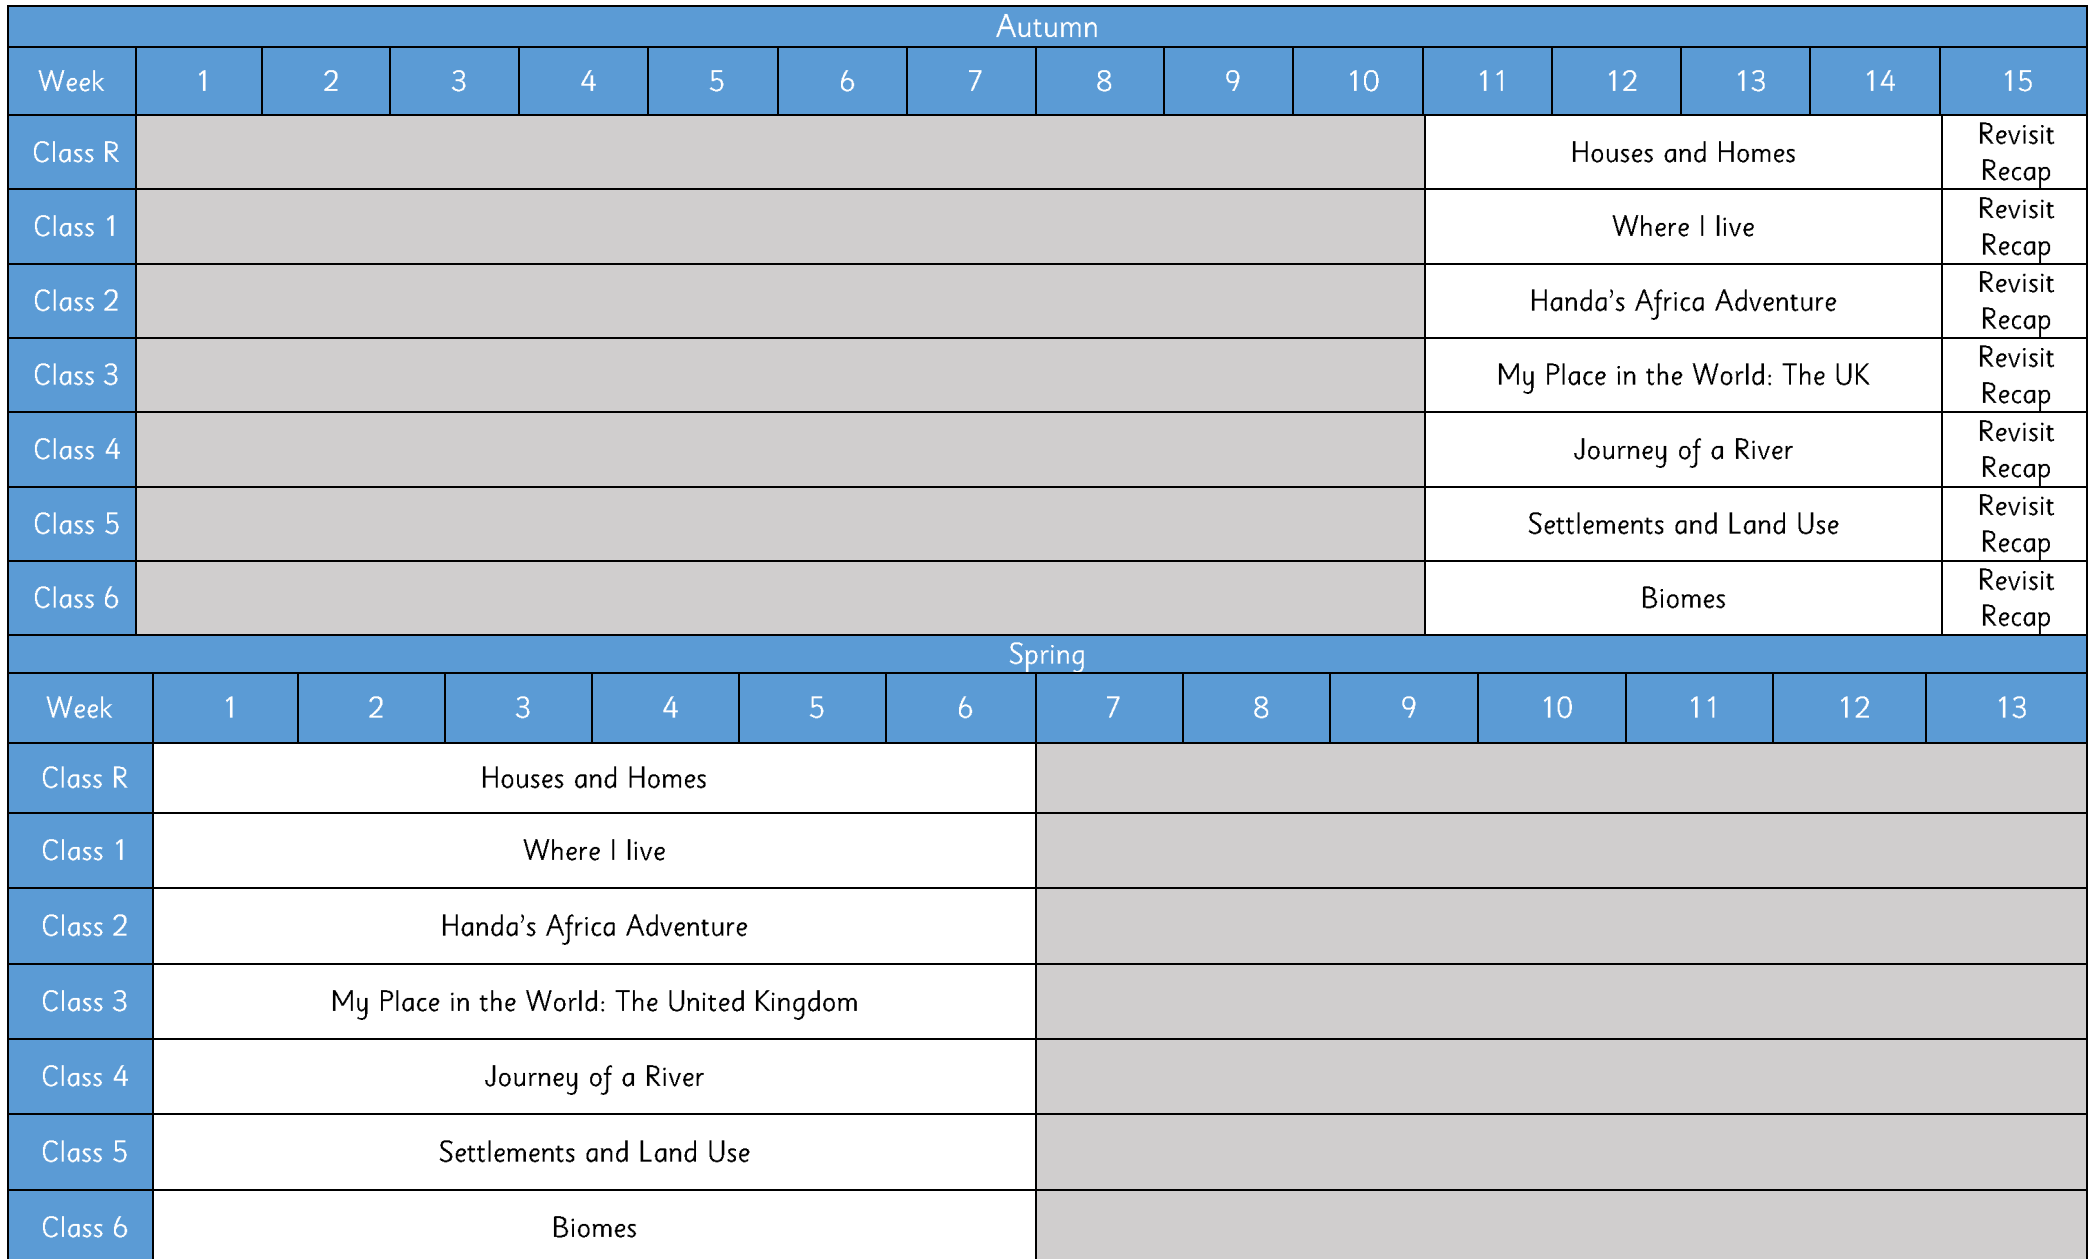 Autumn
Week 1 2 3 4 5 6 7 8 9 10 11 12 13 14 15
Class R Houses and Homes Revisit
Recap
Class 1 Where I live Revisit
Recap
Class 2 Handa's Africa Adventure Revisit
Recap
Class 3 My Place in the World: The UK Revisit
Recap
Class 4 Journey of a River Revisit
Recap
Class 5 Settlements and Land Use Revisit
Recap
Class 6 Biomes Revisit
Recap
Spring
Week 1 2 3 4 5 6 7 8 9 10 11 12 13
Class R Houses and Homes
Class 1 Where I live
Class 2 Handa's Africa Adventure
Class 3 My Place in the World: The United Kingdom
Class 4 Journey of a River
Class 5 Settlements and Land Use
Class 6 Biomes